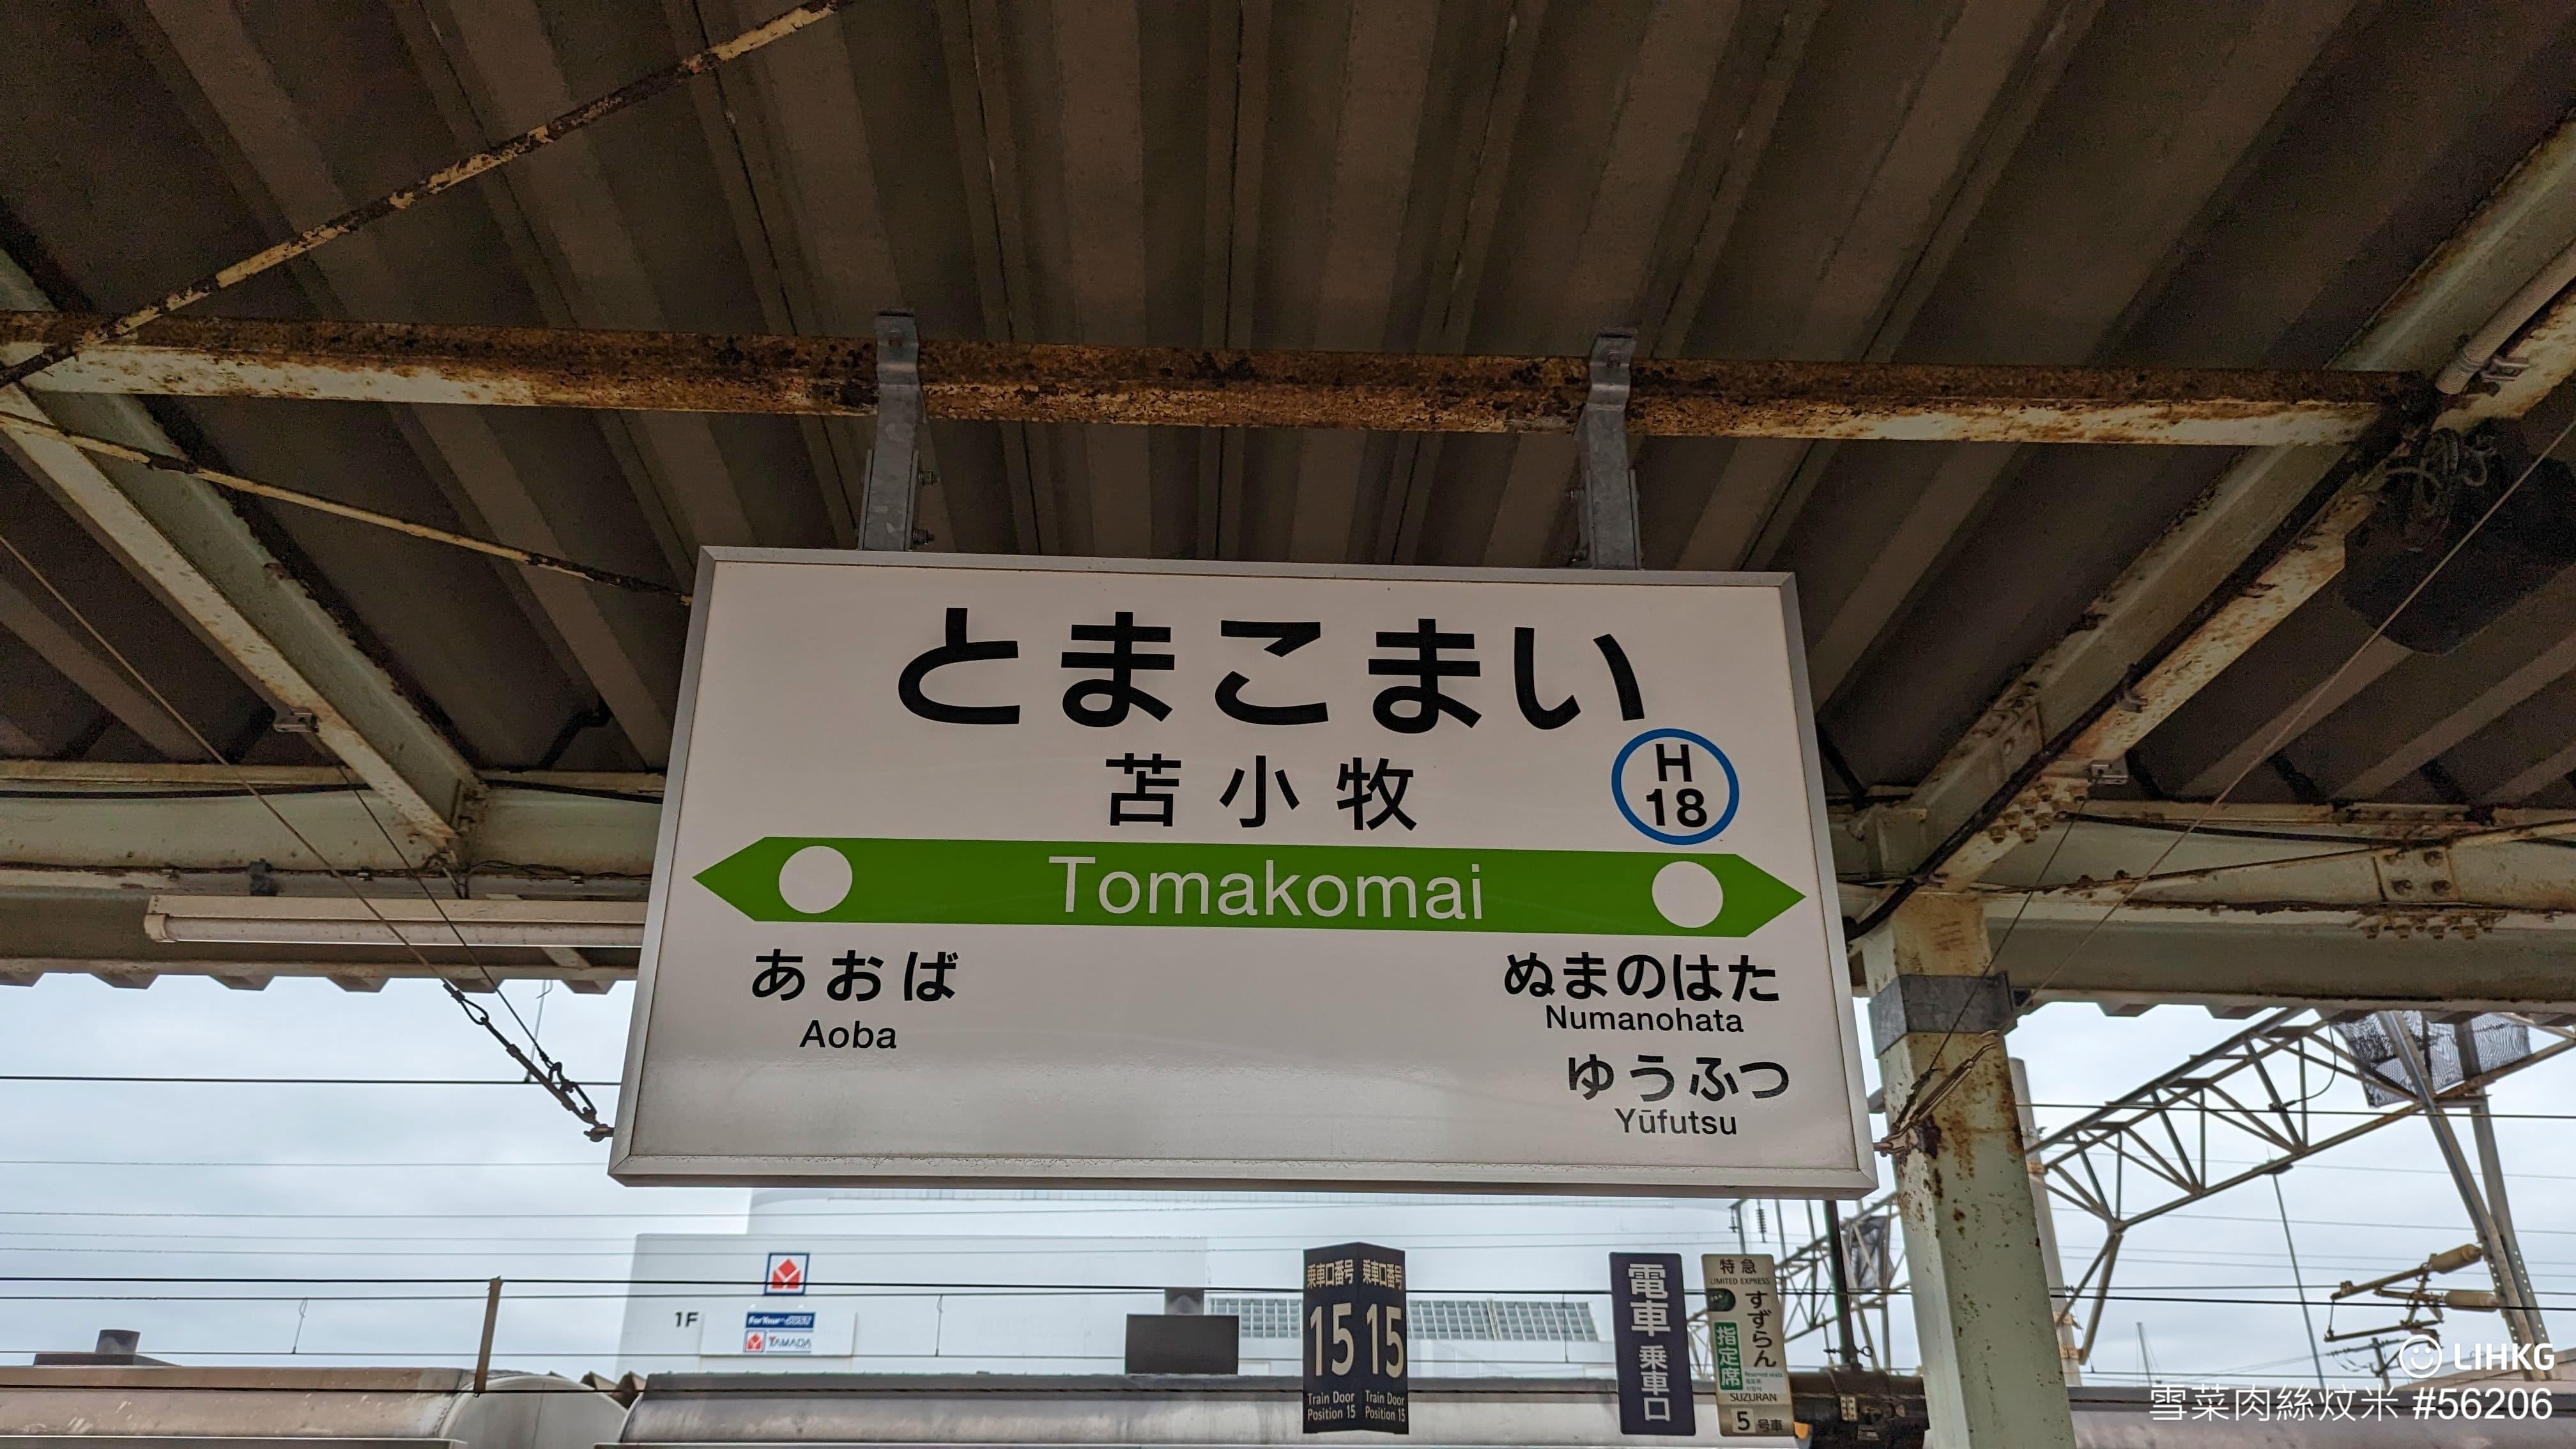 とまこまい
苫小牧
H
18
Tomakomai
あおば
Aoba
ぬまのはた
Numanohata
ゆうふつ
Yūfutsu
1F
YAMADA
乗車口番号 乗車口番号
15 15
Train Door Position 15
Train Door Position 15
電車 乗車口
特急
LIMITED EXPRESS
すずらん
指定席
SUZURAN
5号車
LIHKG
雪菜肉絲炆米 #56206